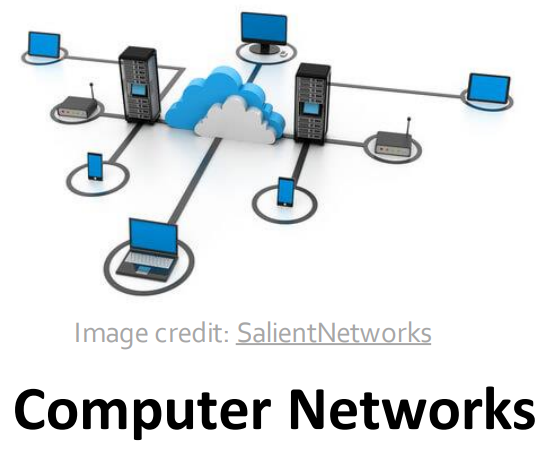 Image credit: SalientNetworks
Computer Networks